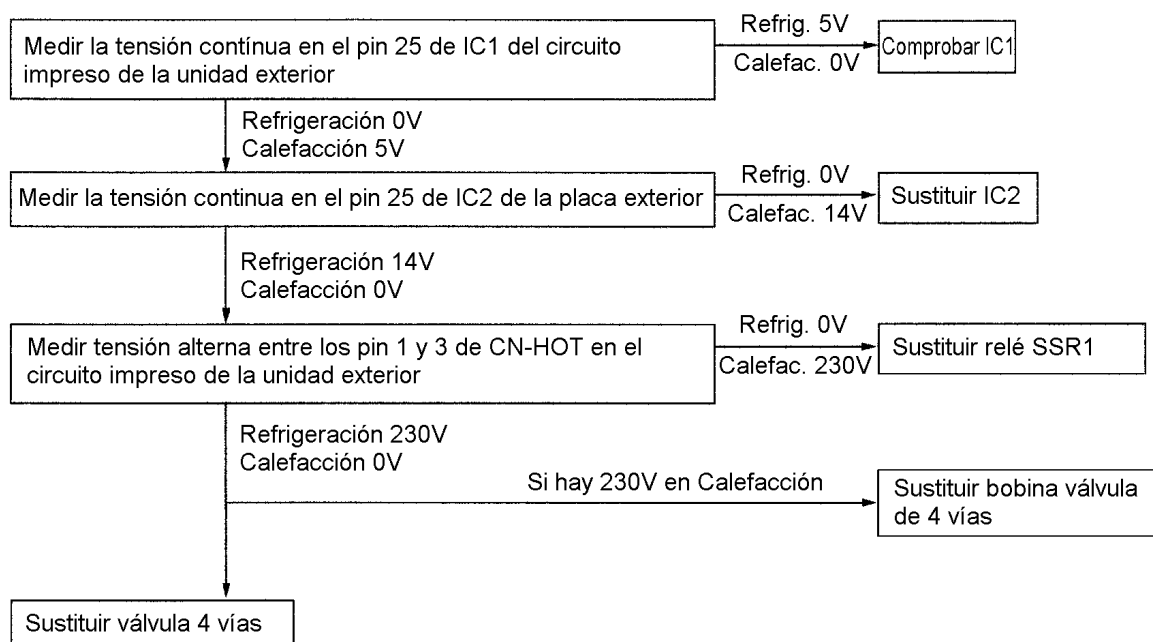 Medir la tensión contínua en el pin 25 de IC1 del circuito
impreso de la unidad exterior
Refrig. 5V
Calefac. 0V
Comprobar IC1
Refrigeración 0V
Calefacción 5V
Medir la tensión continua en el pin 25 de IC2 de la placa exterior
Refrig. 0V
Calefac. 14V
Sustituir IC2
Refrigeración 14V
Calefacción 0V
Medir tensión alterna entre los pin 1 y 3 de CN-HOT en el
circuito impreso de la unidad exterior
Refrig. 0V
Calefac. 230V
Sustituir relé SSR1
Refrigeración 230V
Calefacción 0V
Si hay 230V en Calefacción
Sustituir bobina válvula
de 4 vías
Sustituir válvula 4 vías